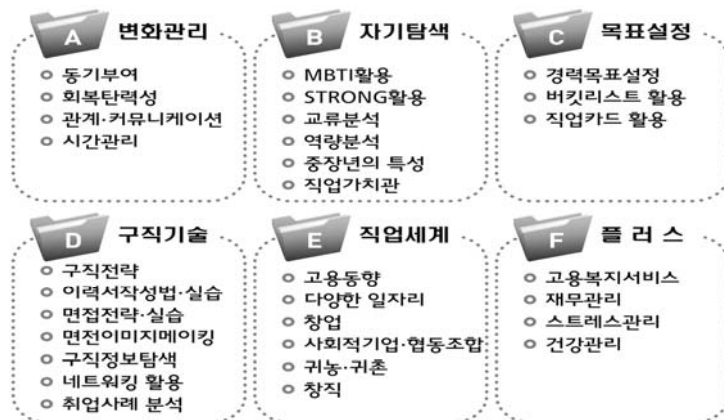 A 변화관리
동기부여
회복탄력성
관계·커뮤니케이션
시간관리
B 자기탐색
MBTI활용
STRONG활용
교류분석
역량분석
중장년의 특성
직업가치관
C 목표설정
경력목표설정
버킷리스트 활용
직업카드 활용
D 구직기술
구직전략
이력서작성법·실습
면접전략·실습
면전이미지메이킹
구직정보탐색
네트워킹 활용
취업사례 분석
E 직업세계
고용동향
다양한 일자리
창업
사회적기업·협동조합
귀농·귀촌
창직
F 플 러 스
고용복지서비스
재무관리
스트레스관리
건강관리